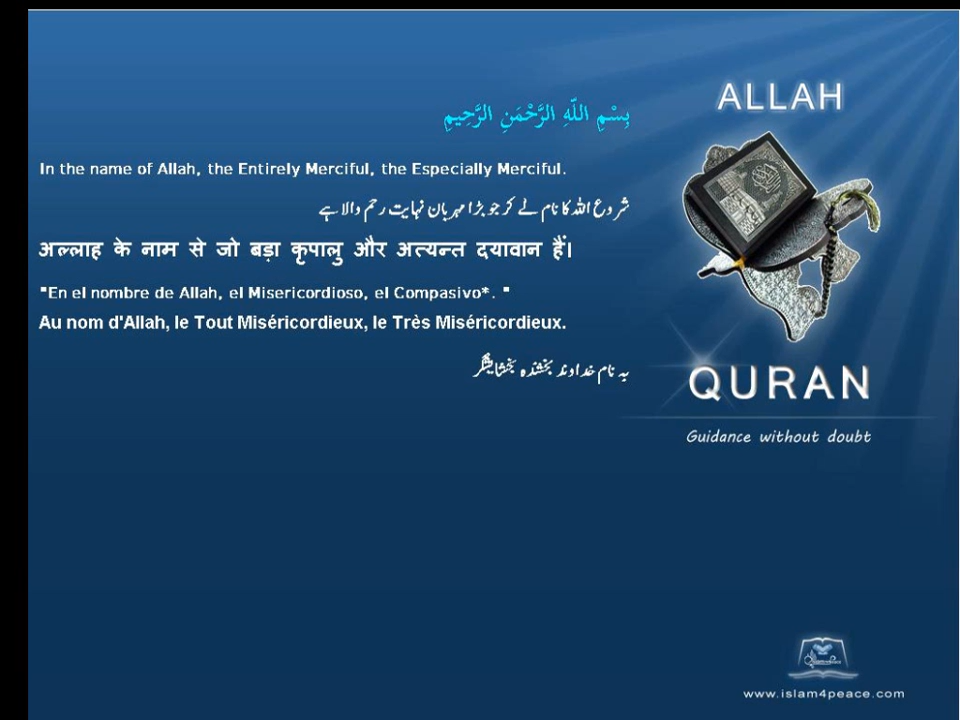 بِسْمِ اللَّهِ الرَّحْمَنِ الرَّحِيمِ
In the name of Allah, the Entirely Merciful, the Especially Merciful.
شروع اللہ کا نام لے کر جو بڑا مہربان نہایت رحم والا ہے
अल्लाह के नाम से जो बड़ा कृपालु और अत्यन्त दयावान हैं।
"En el nombre de Allah, el Misericordioso, el Compasivo*. "
Au nom d'Allah, le Tout Miséricordieux, le Très Miséricordieux.
به نام خداوند بخشنده بخشایشگر
ALLAH
QURAN
Guidance without doubt
www.islam4peace.com